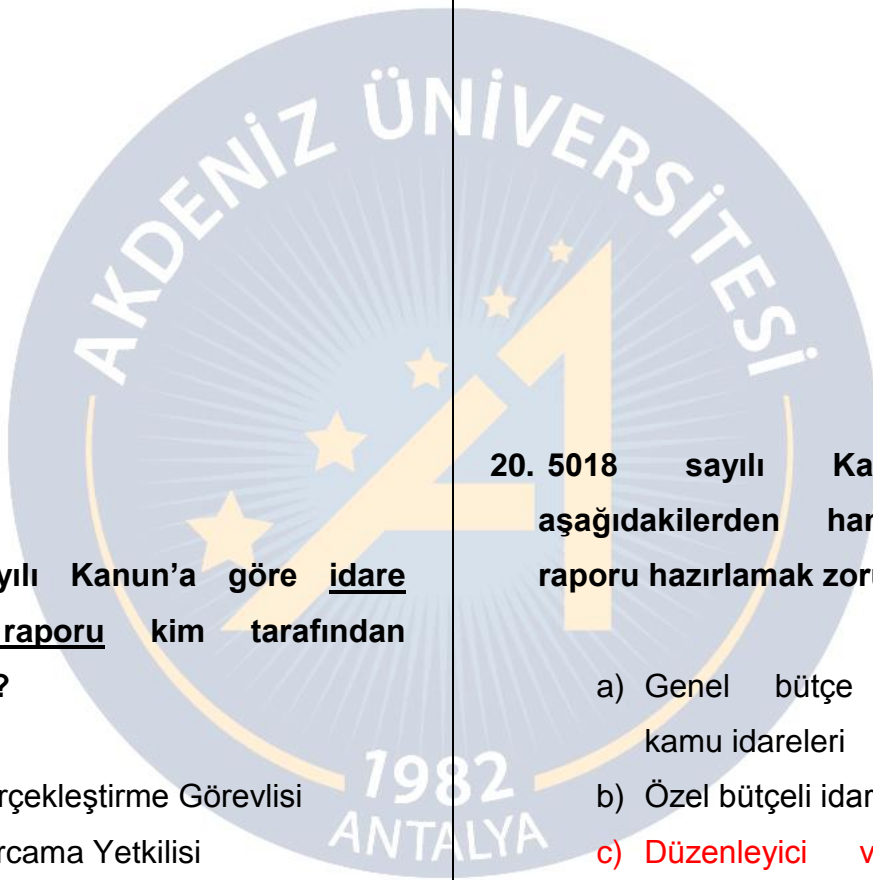 AKDENİZ ÜNİVERSİTESİ
yılı Kanun’a göre idare
raporu kim tarafından
?
rçekleştirme Görevlisi
rcama Yetkilisi
1982
ANTALYA
20. 5018 sayılı Ka
aşağıdakilerden har
raporu hazırlamak zoru
a) Genel bütçe
kamu idareleri
b) Özel bütçeli idar
c) Düzenleyici v